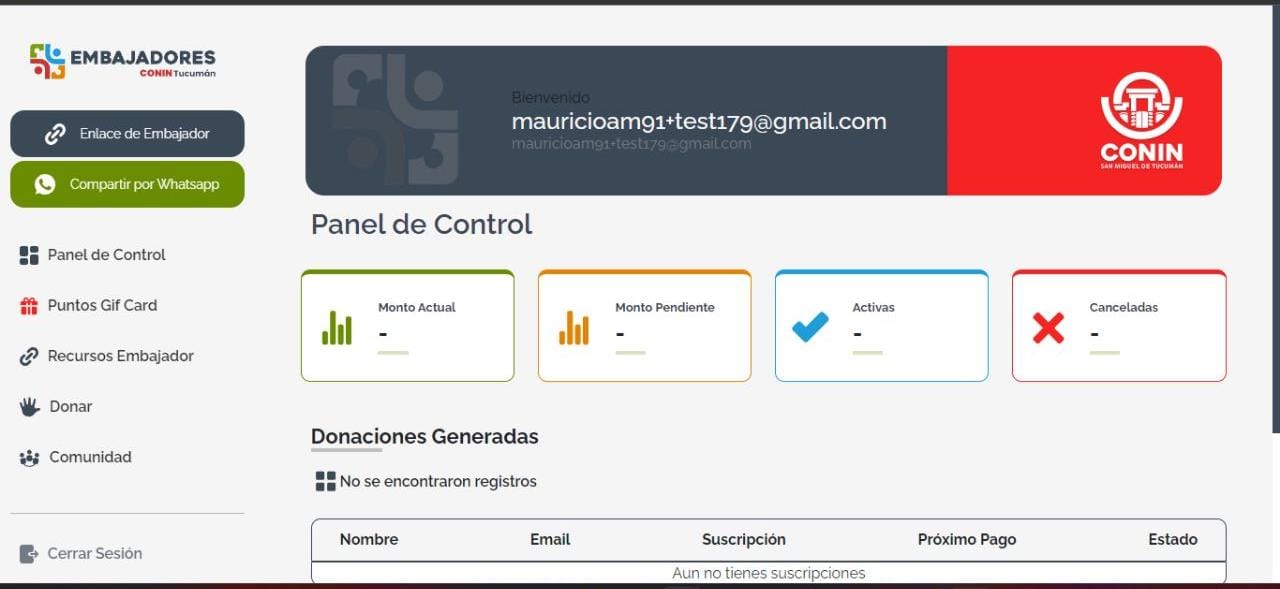 EMBAJADORES
CONIN Tucumán
Enlace de Embajador
Compartir por Whatsapp
Panel de Control
Puntos Gif Card
Recursos Embajador
Donar
Comunidad
Cerrar Sesión
Bienvenido
mauricioam91+test179@gmail.com
mauricioam91+test179@gmail.com
CONIN
SAN MIGUEL DE TUCUMÁN
Panel de Control
Monto Actual
-
Monto Pendiente
-
Activas
-
Canceladas
-
Donaciones Generadas
No se encontraron registros
Nombre Email Suscripción Próximo Pago Estado
Aun no tienes suscripciones